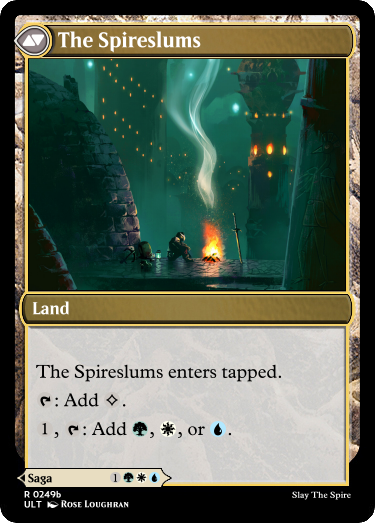 The Spireslums
Land
The Spireslums enters tapped.
: Add .
1 , : Add , , or .
Saga 1
R 0249b
ULT Rose Loughran
Slay The Spire